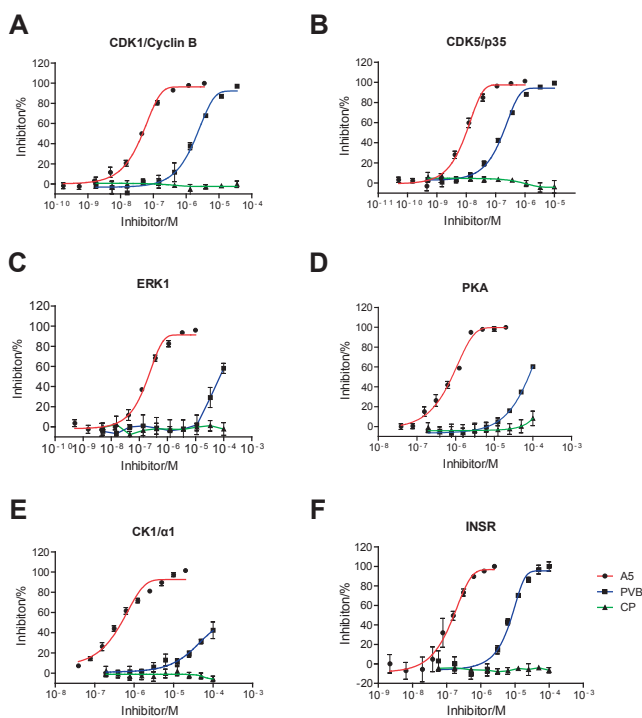 A
CDK1/Cyclin B
Inhibiton/%
120
100
80
60
40
20
0
10⁻¹⁰ 10⁻⁹ 10⁻⁸ 10⁻⁷ 10⁻⁶ 10⁻⁵ 10⁻⁴
Inhibitor/M
B
CDK5/p35
Inhibiton/%
120
100
80
60
40
20
0
10⁻¹¹ 10⁻¹⁰ 10⁻⁹ 10⁻⁸ 10⁻⁷ 10⁻⁶ 10⁻⁵
Inhibitor/M
C
ERK1
Inhibiton/%
120
100
80
60
40
20
0
10⁻¹⁰ 10⁻⁹ 10⁻⁸ 10⁻⁷ 10⁻⁶ 10⁻⁵ 10⁻⁴ 10⁻³
Inhibitor/M
D
PKA
Inhibiton/%
120
100
80
60
40
20
0
10⁻⁸ 10⁻⁷ 10⁻⁶ 10⁻⁵ 10⁻⁴ 10⁻³
Inhibitor/M
E
CK1/α1
Inhibiton/%
120
100
80
60
40
20
0
10⁻⁸ 10⁻⁷ 10⁻⁶ 10⁻⁵ 10⁻⁴ 10⁻³
Inhibitor/M
F
INSR
Inhibiton/%
120
100
80
60
40
20
0
-20
10⁻⁹ 10⁻⁸ 10⁻⁷ 10⁻⁶ 10⁻⁵ 10⁻⁴ 10⁻³
Inhibitor/M
A5
PVB
CP